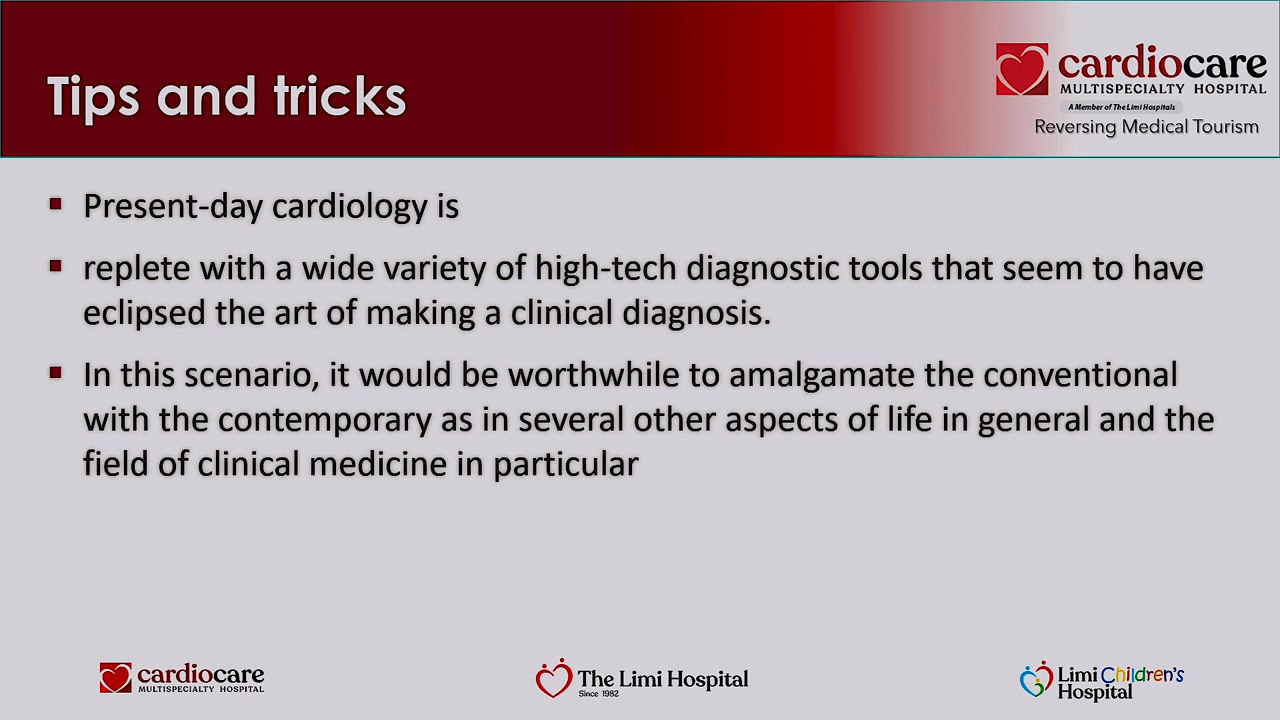 Tips and tricks
cardiocare
MULTISPECIALTY HOSPITAL
A Member of The Limi Hospitals
Reversing Medical Tourism
Present-day cardiology is
replete with a wide variety of high-tech diagnostic tools that seem to have
eclipsed the art of making a clinical diagnosis.
In this scenario, it would be worthwhile to amalgamate the conventional
with the contemporary as in several other aspects of life in general and the
field of clinical medicine in particular
cardiocare
MULTISPECIALTY HOSPITAL
The Limi Hospital
Since 1982
Limi Children's
Hospital